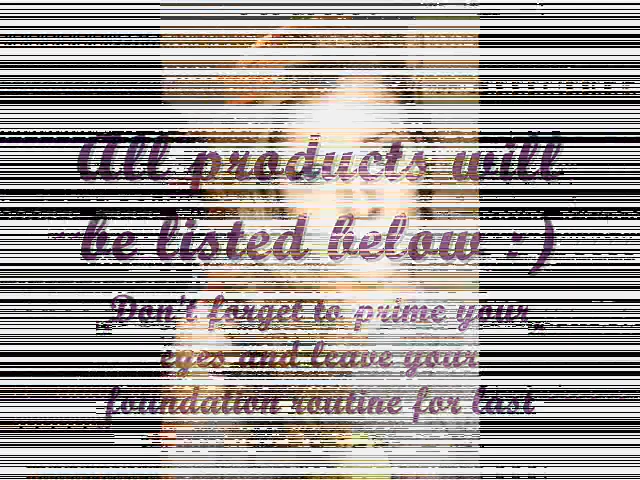 All products will
be listed below :)
Don't forget to prime your
eyes and leave your
foundation routine for last